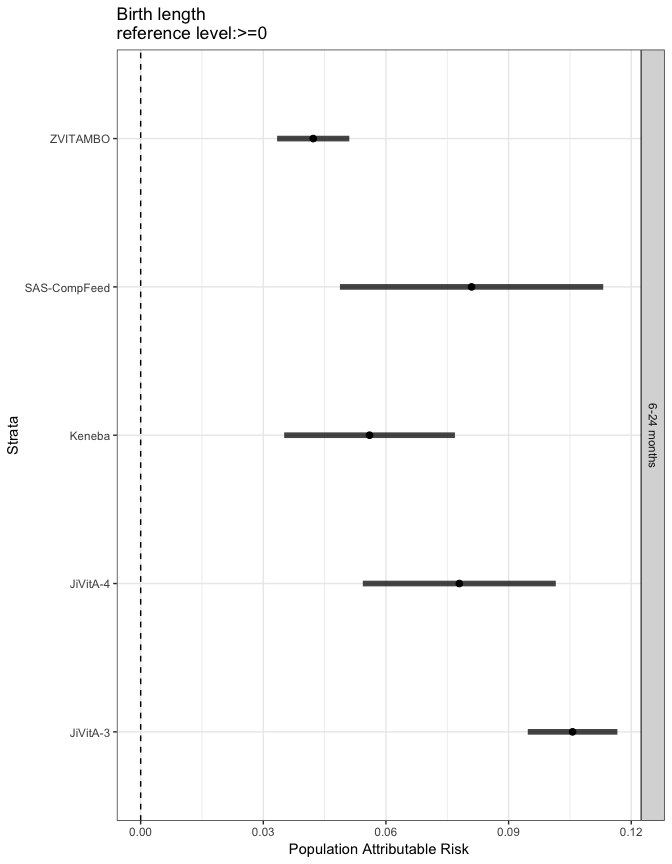 Birth length
reference level:>=0
ZVITAMBO
SAS-CompFeed
Keneba
JiVitA-4
JiVitA-3
Strata
6-24 months
0.00
0.03
0.06
0.09
0.12
Population Attributable Risk